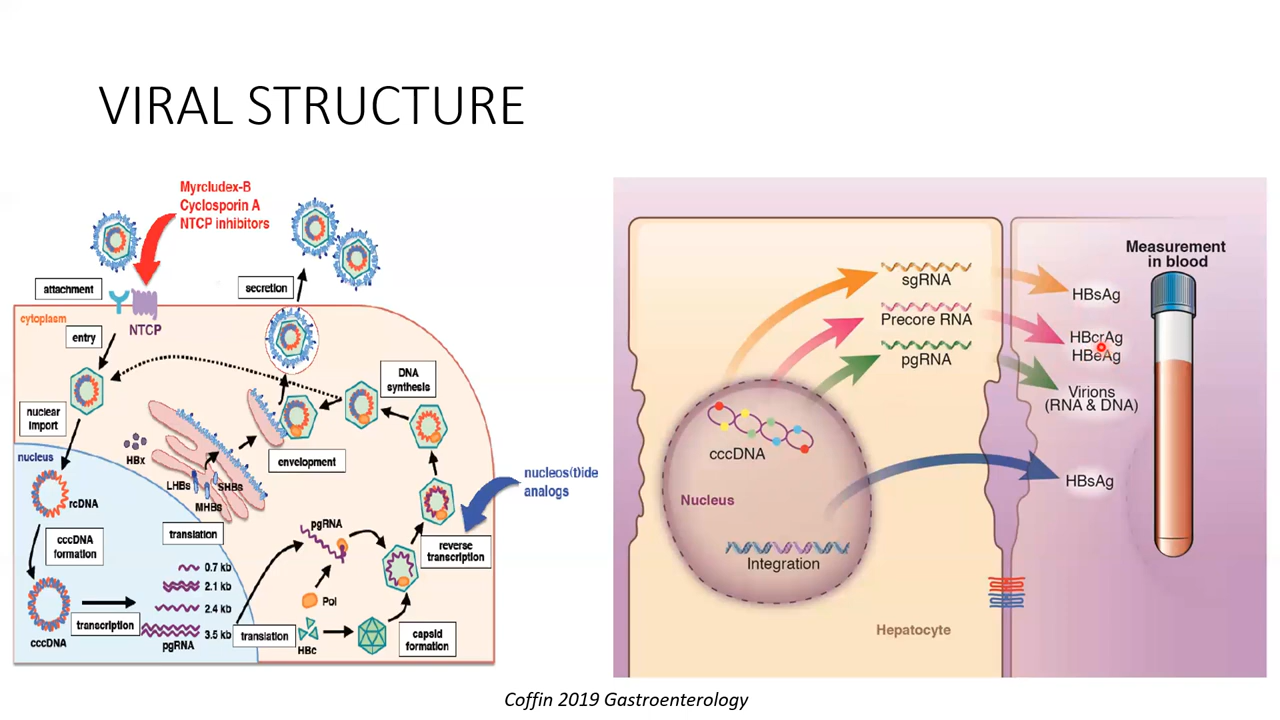 VIRAL STRUCTURE
Myrcludex-B
Cyclosporin A
NTCP inhibitors
attachment
secretion
cytoplasm
NTCP
entry
DNA
synthesis
nuclear
import
HBx
envelopment
nucleus
LHBs
SHBs
MHBs
nucleos(t)ide
analogs
rcDNA
translation
pgRNA
cccDNA
formation
reverse
transcription
0.7 kb
2.1 kb
2.4 kb
3.5 kb
Pol
transcription
translation
capsid
formation
cccDNA
pgRNA
HBc
Measurement
in blood
sgRNA
HBsAg
Precore RNA
HBcrAg
HBeAg
pgRNA
Virions
(RNA & DNA)
cccDNA
HBsAg
Nucleus
Integration
Hepatocyte
Coffin 2019 Gastroenterology